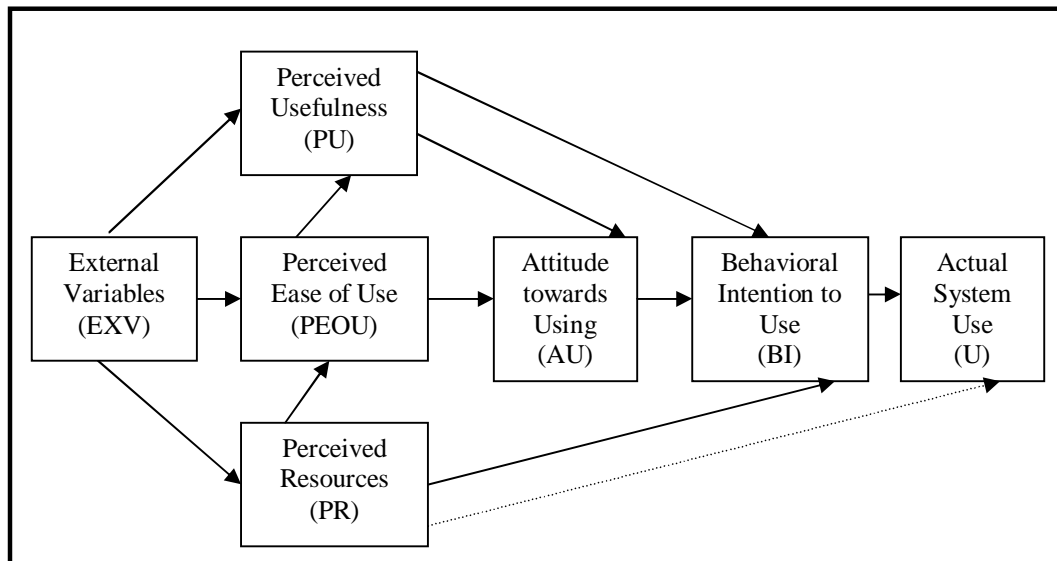 Perceived
Usefulness
(PU)
External
Variables
(EXV)
Perceived
Ease of Use
(PEOU)
Attitude
towards
Using
(AU)
Behavioral
Intention to
Use
(BI)
Actual
System
Use
(U)
Perceived
Resources
(PR)